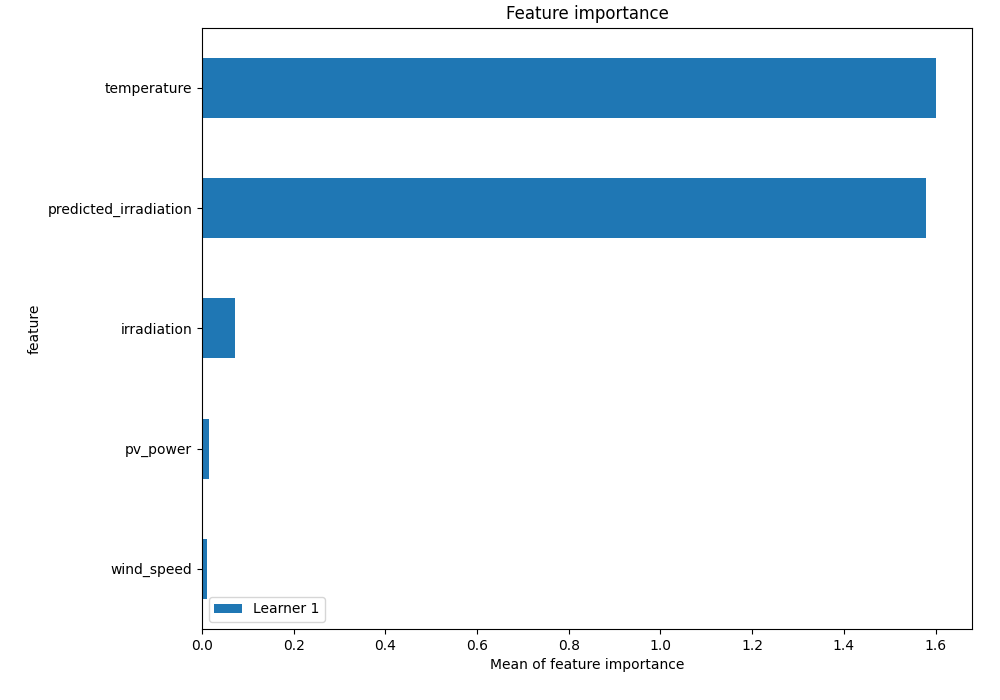 Feature importance
temperature
predicted_irradiation
irradiation
pv_power
wind_speed
feature
Learner 1
0.0 0.2 0.4 0.6 0.8 1.0 1.2 1.4 1.6
Mean of feature importance